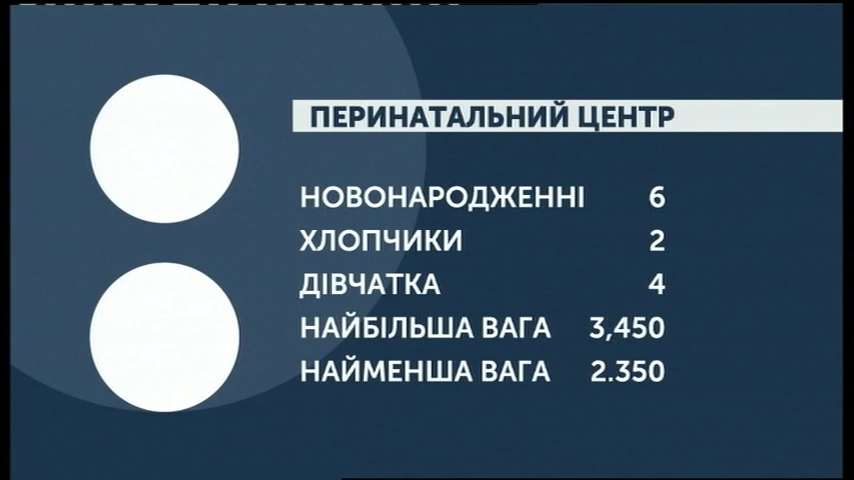 ПЕРИНАТАЛЬНИЙ ЦЕНТР
НОВОНАРОДЖЕННІ 6
ХЛОПЧИКИ 2
ДІВЧАТКА 4
НАЙБІЛЬША ВАГА 3,450
НАЙМЕНША ВАГА 2.350